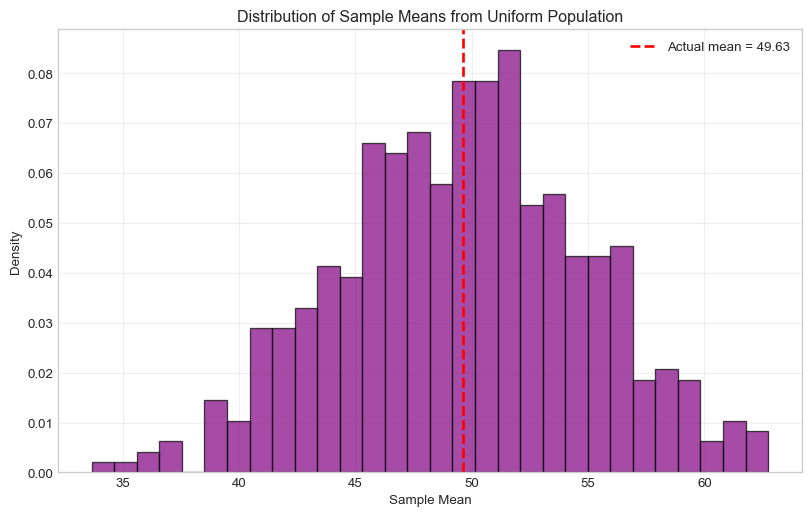 Distribution of Sample Means from Uniform Population
Actual mean = 49.63
Density
0.08
0.07
0.06
0.05
0.04
0.03
0.02
0.01
0.00
35 40 45 50 55 60
Sample Mean